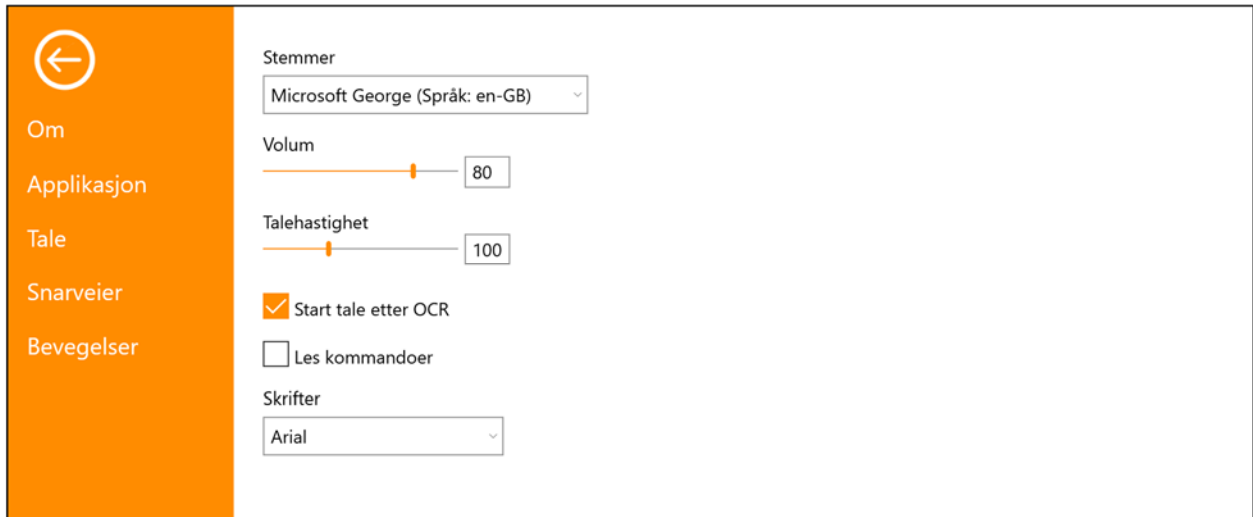 Om
Applikasjon
Tale
Snarveier
Bevegelser
Stemmer
Microsoft George (Språk: en-GB)
Volum
80
Talehastighet
100
Start tale etter OCR
Les kommandoer
Skrifter
Arial